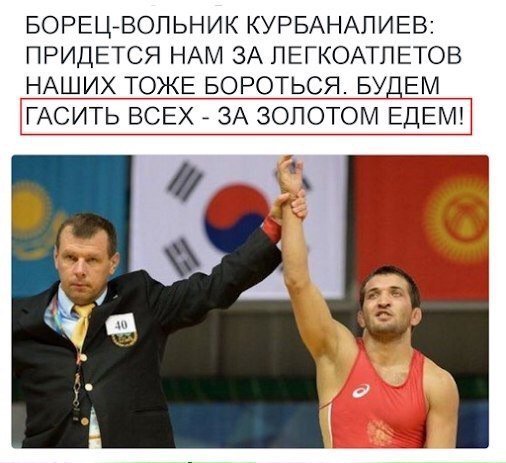 БОРЕЦ-ВОЛЬНИК КУРБАНАЛИЕВ:
ПРИДЕТСЯ НАМ ЗА ЛЕГКОАТЛЕТОВ
НАШИХ ТОЖЕ БОРОТЬСЯ. БУДЕМ
ГАСИТЬ ВСЕХ - ЗА ЗОЛОТОМ ЕДЕМ!
40